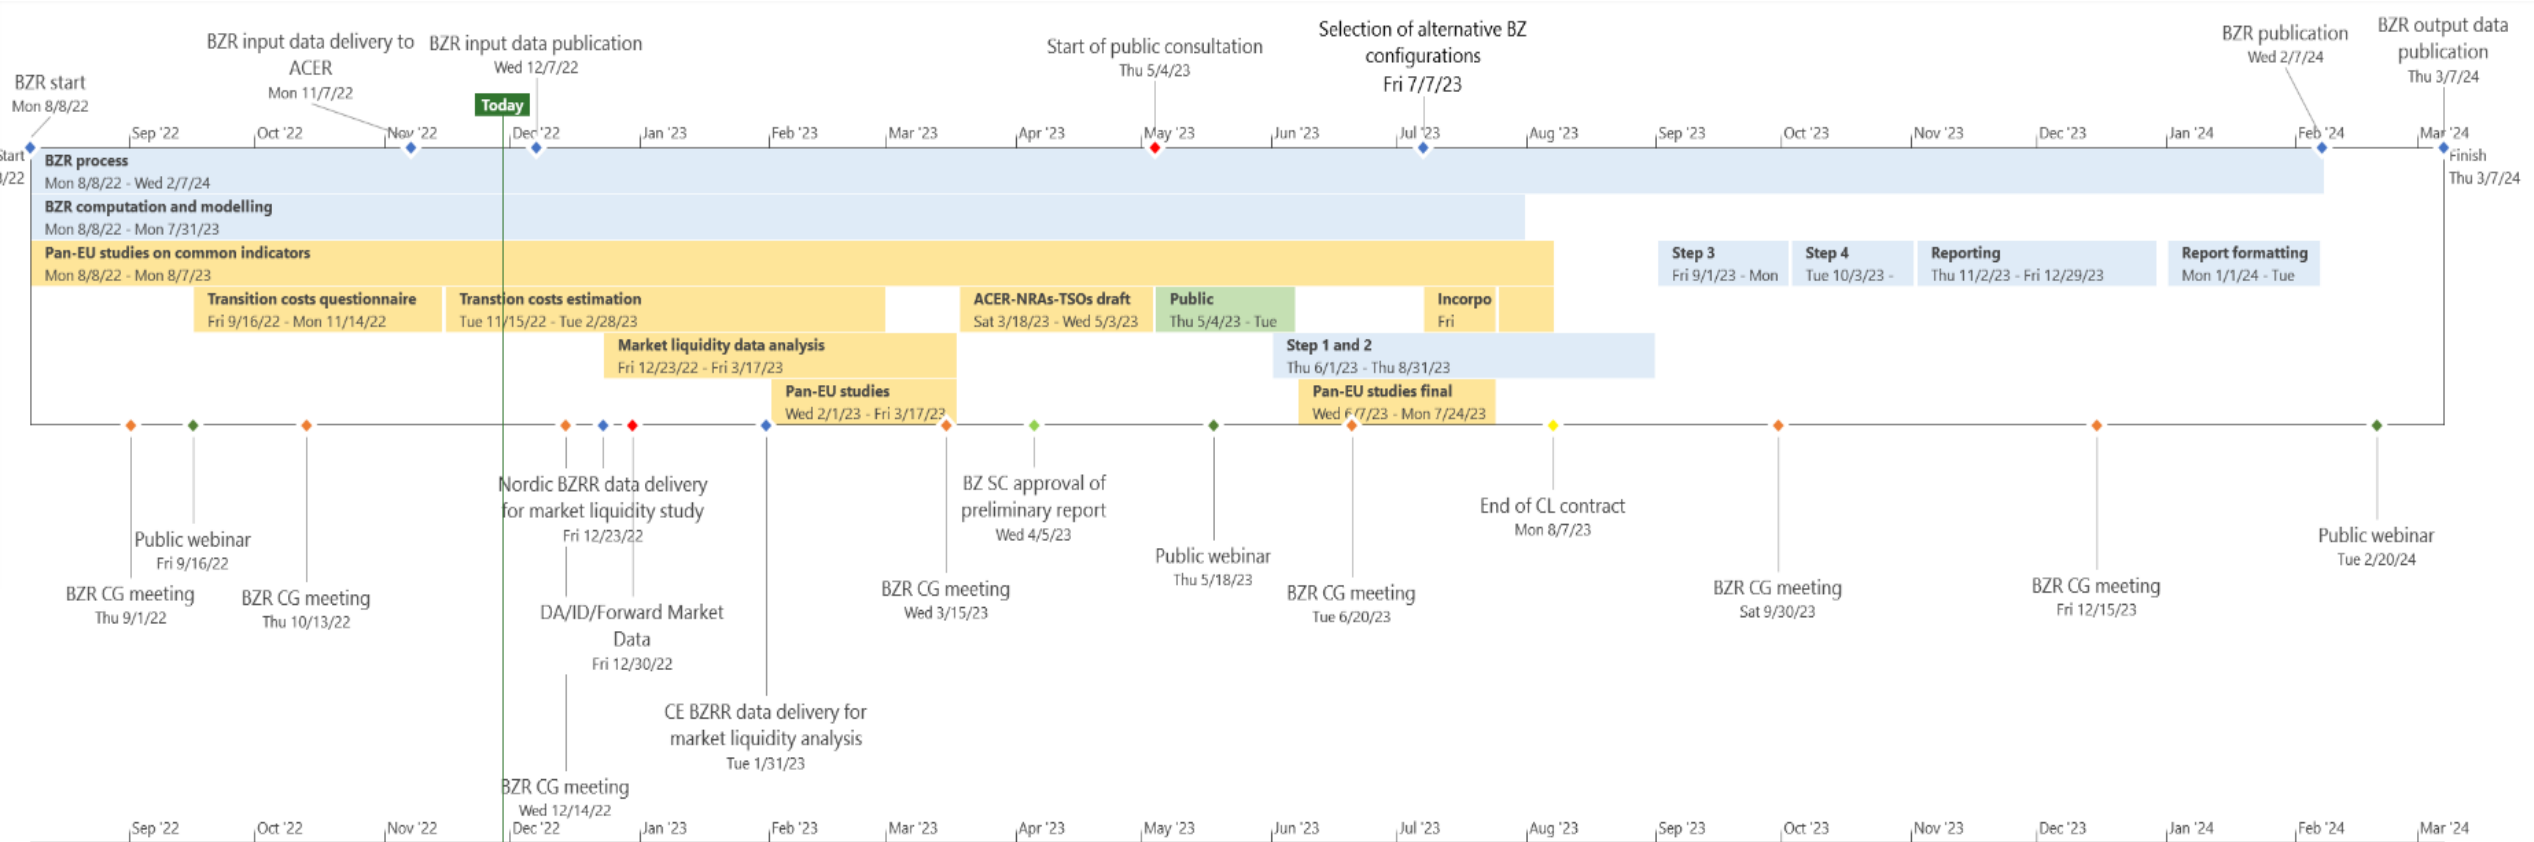 BZR start
Mon 8/8/22
BZR input data delivery to
ACER
Mon 11/7/22
BZR input data publication
Wed 12/7/22
Today
Start of public consultation
Thu 5/4/23
Selection of alternative BZ
configurations
Fri 7/7/23
BZR publication
Wed 2/7/24
BZR output data
publication
Thu 3/7/24
Sep '22 Oct '22 Nov '22 Dec '22 Jan '23 Feb '23 Mar '23 Apr '23 May '23 Jun '23 Jul '23 Aug '23 Sep '23 Oct '23 Nov '23 Dec '23 Jan '24 Feb '24 Mar '24
Start
/22
Finish
Thu 3/7/24
BZR process
Mon 8/8/22 - Wed 2/7/24
BZR computation and modelling
Mon 8/8/22 - Mon 7/31/23
Pan-EU studies on common indicators
Mon 8/8/22 - Mon 8/7/23
Step 3
Fri 9/1/23 - Mon
Step 4
Tue 10/3/23 -
Reporting
Thu 11/2/23 - Fri 12/29/23
Report formatting
Mon 1/1/24 - Tue
Transition costs questionnaire
Fri 9/16/22 - Mon 11/14/22
Transtion costs estimation
Tue 11/15/22 - Tue 2/28/23
ACER-NRAs-TSOs draft
Sat 3/18/23 - Wed 5/3/23
Public
Thu 5/4/23 - Tue
Incorpo
Fri
Market liquidity data analysis
Fri 12/23/22 - Fri 3/17/23
Step 1 and 2
Thu 6/1/23 - Thu 8/31/23
Pan-EU studies
Wed 2/1/23 - Fri 3/17/23
Pan-EU studies final
Wed 6/7/23 - Mon 7/24/23
BZR CG meeting
Thu 9/1/22
Public webinar
Fri 9/16/22
BZR CG meeting
Thu 10/13/22
Nordic BZRR data delivery
for market liquidity study
Fri 12/23/22
DA/ID/Forward Market
Data
Fri 12/30/22
BZR CG meeting
Wed 12/14/22
CE BZRR data delivery for
market liquidity analysis
Tue 1/31/23
BZR CG meeting
Wed 3/15/23
BZ SC approval of
preliminary report
Wed 4/5/23
Public webinar
Thu 5/18/23
BZR CG meeting
Tue 6/20/23
End of CL contract
Mon 8/7/23
BZR CG meeting
Sat 9/30/23
BZR CG meeting
Fri 12/15/23
Public webinar
Tue 2/20/24
Sep '22 Oct '22 Nov '22 Dec '22 Jan '23 Feb '23 Mar '23 Apr '23 May '23 Jun '23 Jul '23 Aug '23 Sep '23 Oct '23 Nov '23 Dec '23 Jan '24 Feb '24 Mar '24